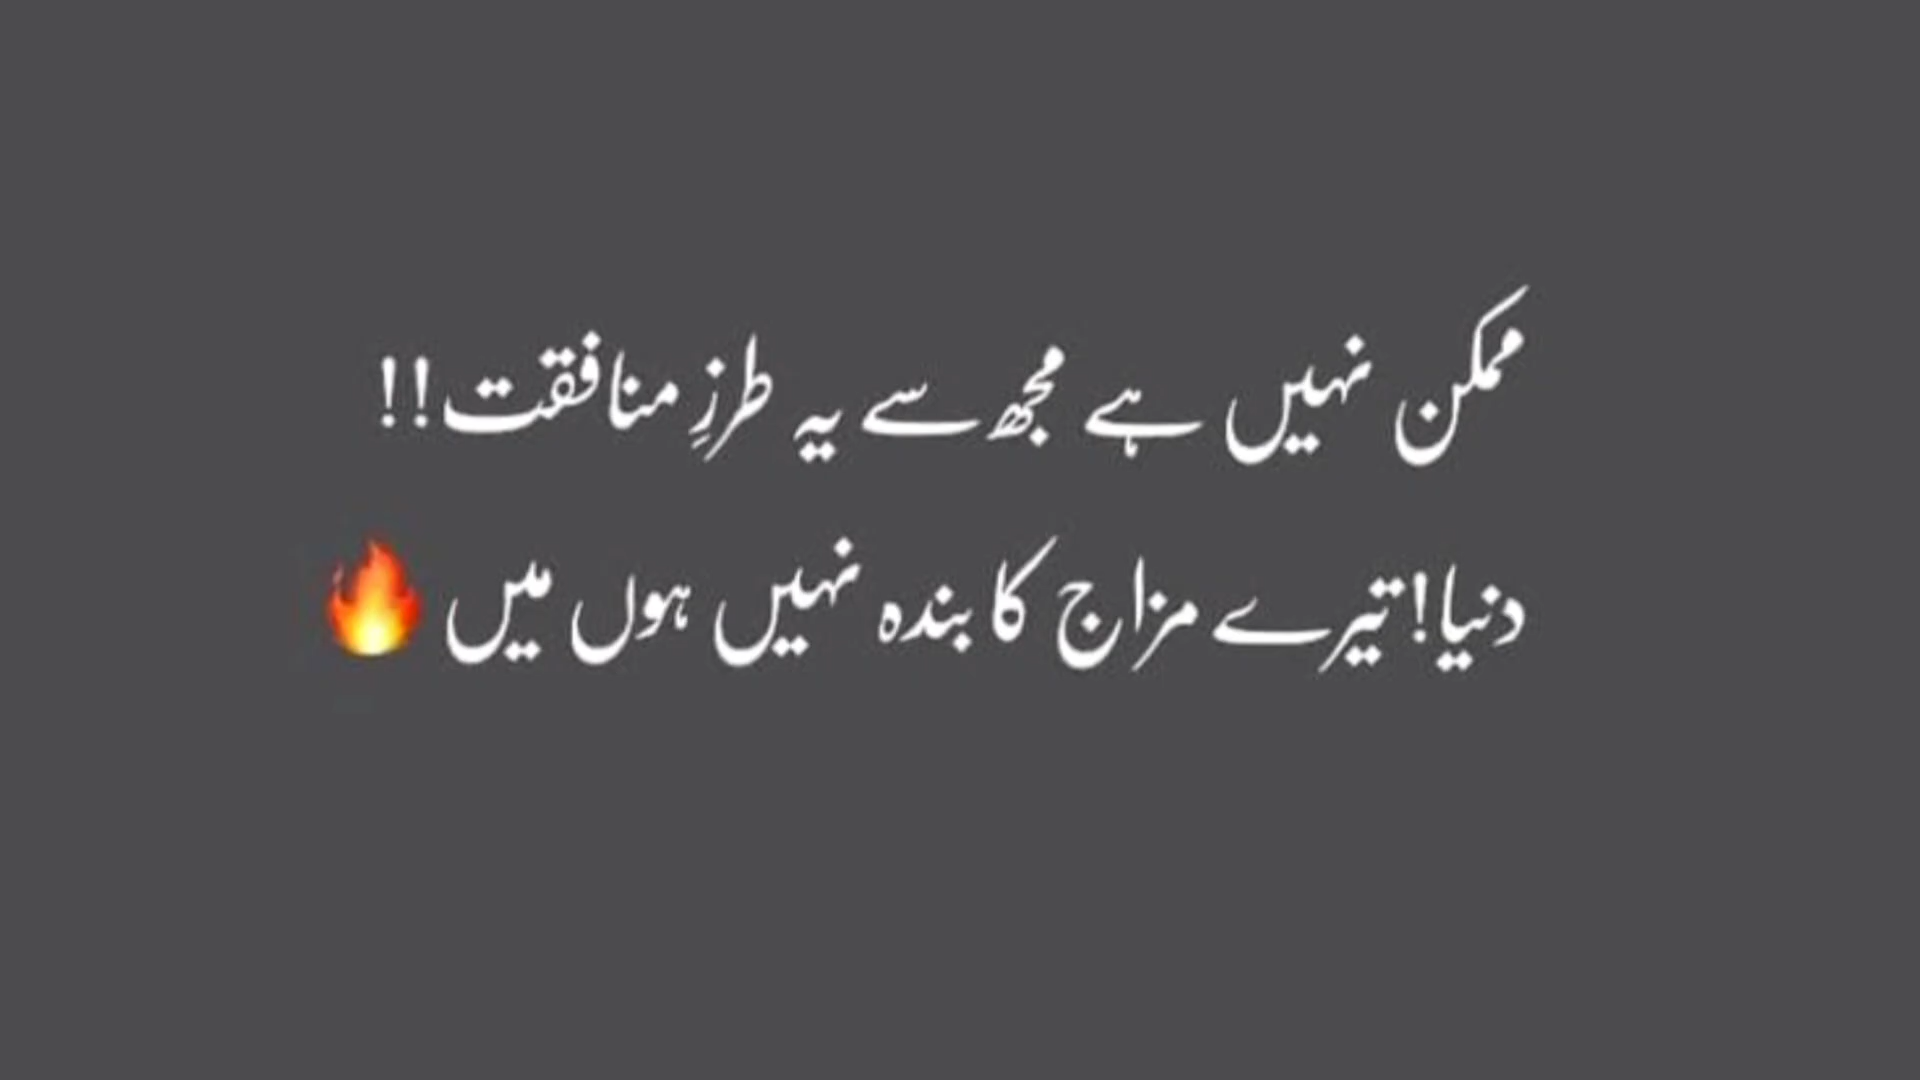 ممکن نہیں ہے مجھ سے یہ طرزِ منافقت!!
دنیا! تیرے مزاج کا بندہ نہیں ہوں میں 🔥